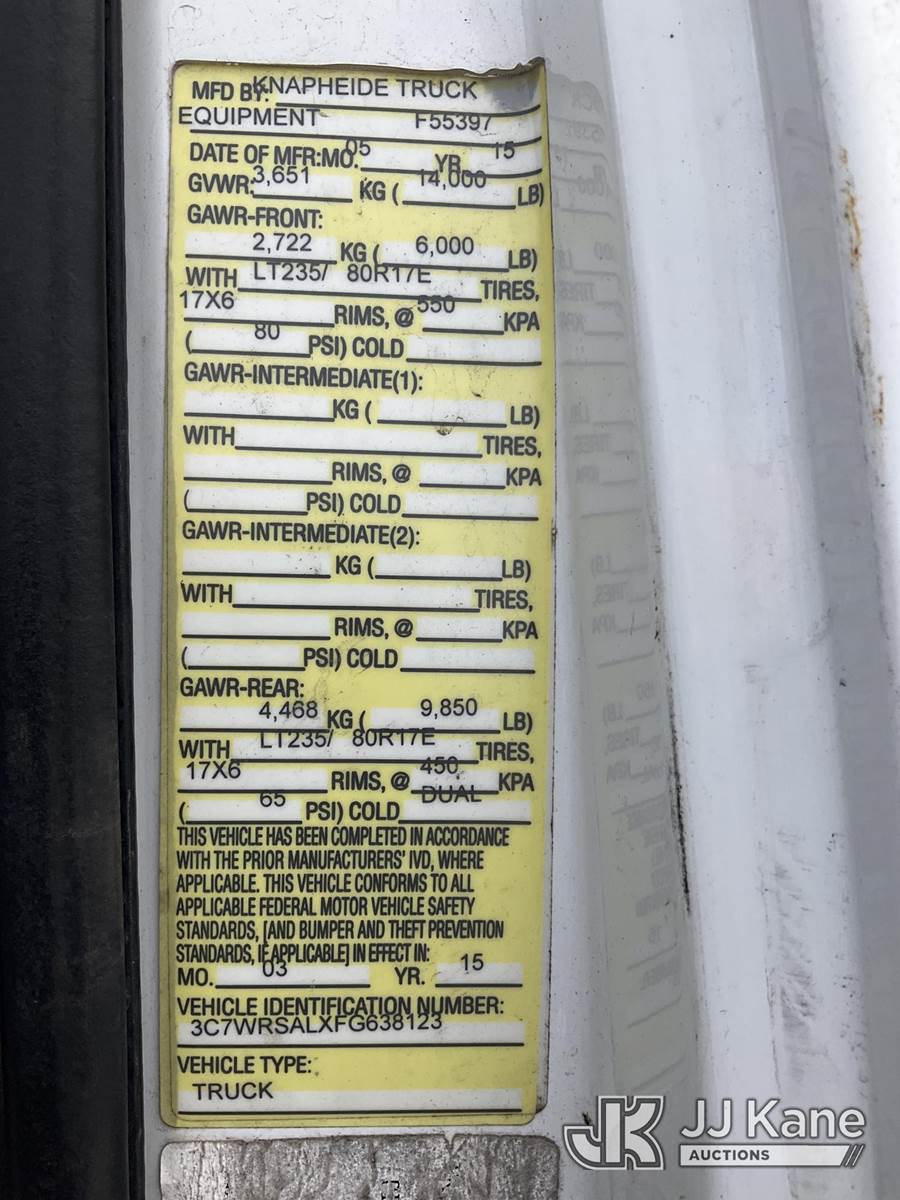 MFD BY: KNAPHEIDE TRUCK
EQUIPMENT F55397
DATE OF MFR:MO. 05 YR 15
GVWR: 3,651 KG ( 14,000 LB)
GAWR-FRONT:
2,722 KG ( 6,000 LB)
WITH LT235/ 80R17E TIRES,
17X6 RIMS, @ 550 KPA
( 80 PSI) COLD
GAWR-INTERMEDIATE(1):
KG ( LB)
WITH TIRES,
RIMS, @ KPA
( PSI) COLD
GAWR-INTERMEDIATE(2):
KG ( LB)
WITH TIRES,
RIMS, @ KPA
( PSI) COLD
GAWR-REAR:
4,468 KG ( 9,850 LB)
WITH LT235/ 80R17E TIRES,
17X6 RIMS, @ 450 KPA
( 65 PSI) COLD DUAL
THIS VEHICLE HAS BEEN COMPLETED IN ACCORDANCE
WITH THE PRIOR MANUFACTURERS' IVD, WHERE
APPLICABLE. THIS VEHICLE CONFORMS TO ALL
APPLICABLE FEDERAL MOTOR VEHICLE SAFETY
STANDARDS, [AND BUMPER AND THEFT PREVENTION
STANDARDS, IF APPLICABLE] IN EFFECT IN:
MO. 03 YR. 15
VEHICLE IDENTIFICATION NUMBER:
3C7WRSALXFG638123
VEHICLE TYPE:
TRUCK
JK JJ Kane
AUCTIONS